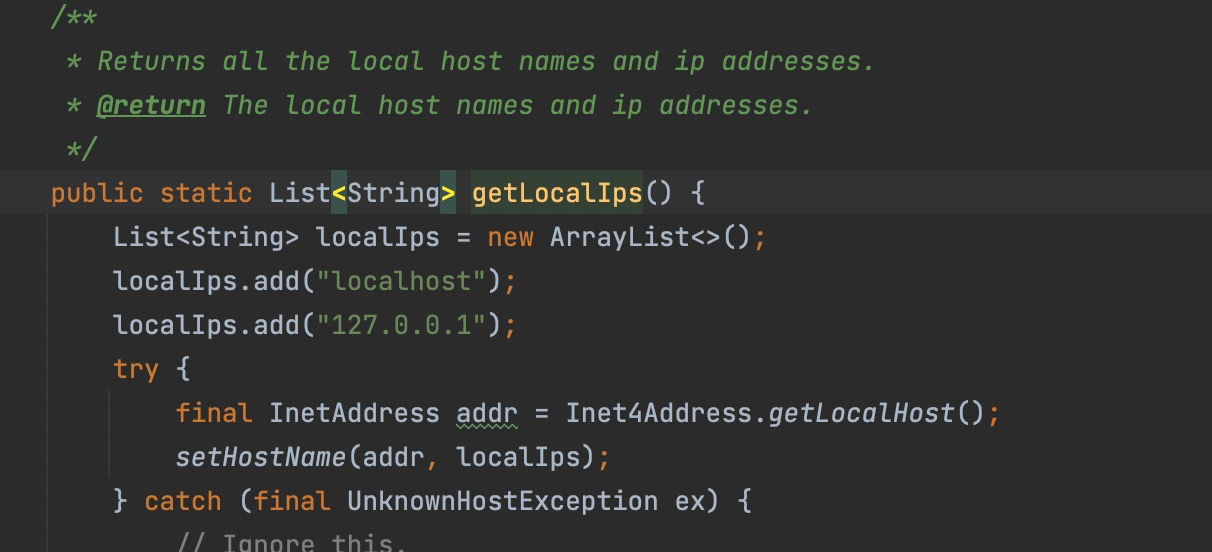 /**
 * Returns all the local host names and ip addresses.
 * @return The local host names and ip addresses.
 */
public static List<String> getLocalIps() {
    List<String> localIps = new ArrayList<>();
    localIps.add("localhost");
    localIps.add("127.0.0.1");
    try {
        final InetAddress addr = Inet4Address.getLocalHost();
        setHostName(addr, localIps);
    } catch (final UnknownHostException ex) {
        // Ignore this.